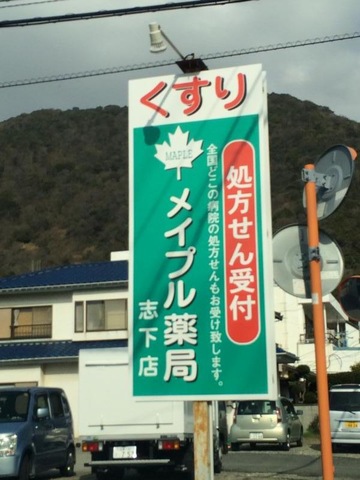 くすり
MAPLE
処方せん受付
全国どこの病院の処方せんもお受け致します。
メイプル薬局
志下店